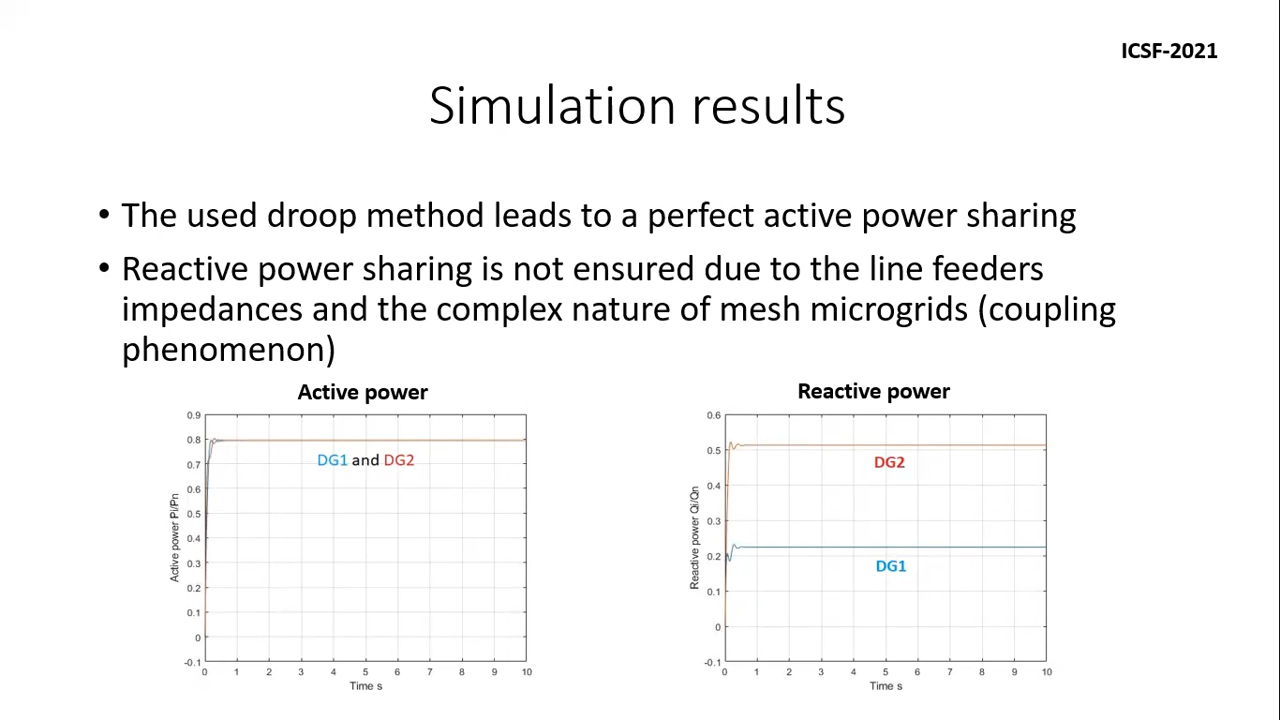 ICSF-2021
Simulation results
• The used droop method leads to a perfect active power sharing
• Reactive power sharing is not ensured due to the line feeders
impedances and the complex nature of mesh microgrids (coupling
phenomenon)
Active power
0.9
0.8
0.7
0.6
0.5
0.4
0.3
0.2
0.1
0
-0.1
Active power Pi/Pn
DG1 and DG2
0 1 2 3 4 5 6 7 8 9 10
Time s
Reactive power
0.6
0.5
0.4
0.3
0.2
0.1
0
-0.1
Reactive power Qi/Qn
DG2
DG1
0 1 2 3 4 5 6 7 8 9 10
Time s